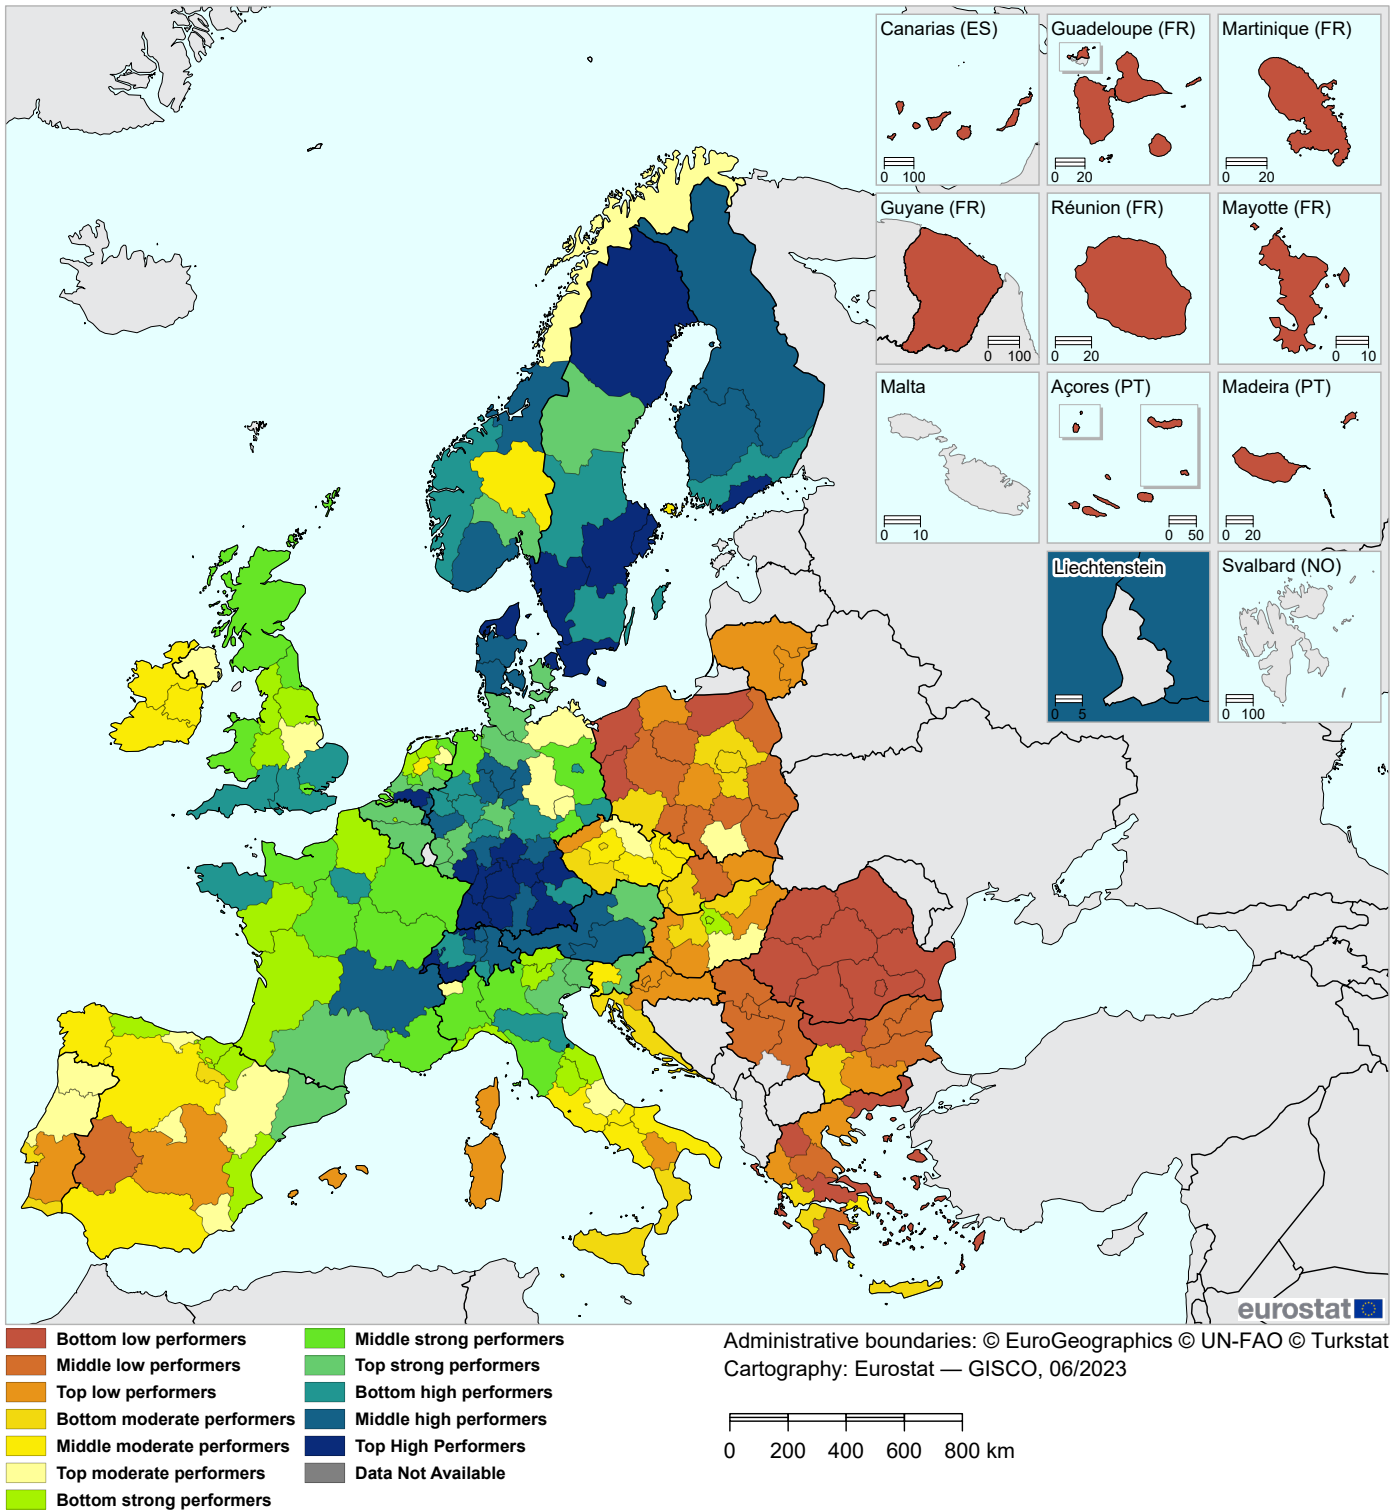 Canarias (ES)
0 100
Guadeloupe (FR)
0 20
Martinique (FR)
0 20
Guyane (FR)
0 100
Réunion (FR)
0 20
Mayotte (FR)
0 10
Malta
0 10
Açores (PT)
0 50
Madeira (PT)
0 20
Liechtenstein
0 5
Svalbard (NO)
0 100
eurostat
Bottom low performers
Middle low performers
Top low performers
Bottom moderate performers
Middle moderate performers
Top moderate performers
Bottom strong performers
Middle strong performers
Top strong performers
Bottom high performers
Middle high performers
Top High Performers
Data Not Available
Administrative boundaries: © EuroGeographics © UN-FAO © Turkstat
Cartography: Eurostat — GISCO, 06/2023
0 200 400 600 800 km